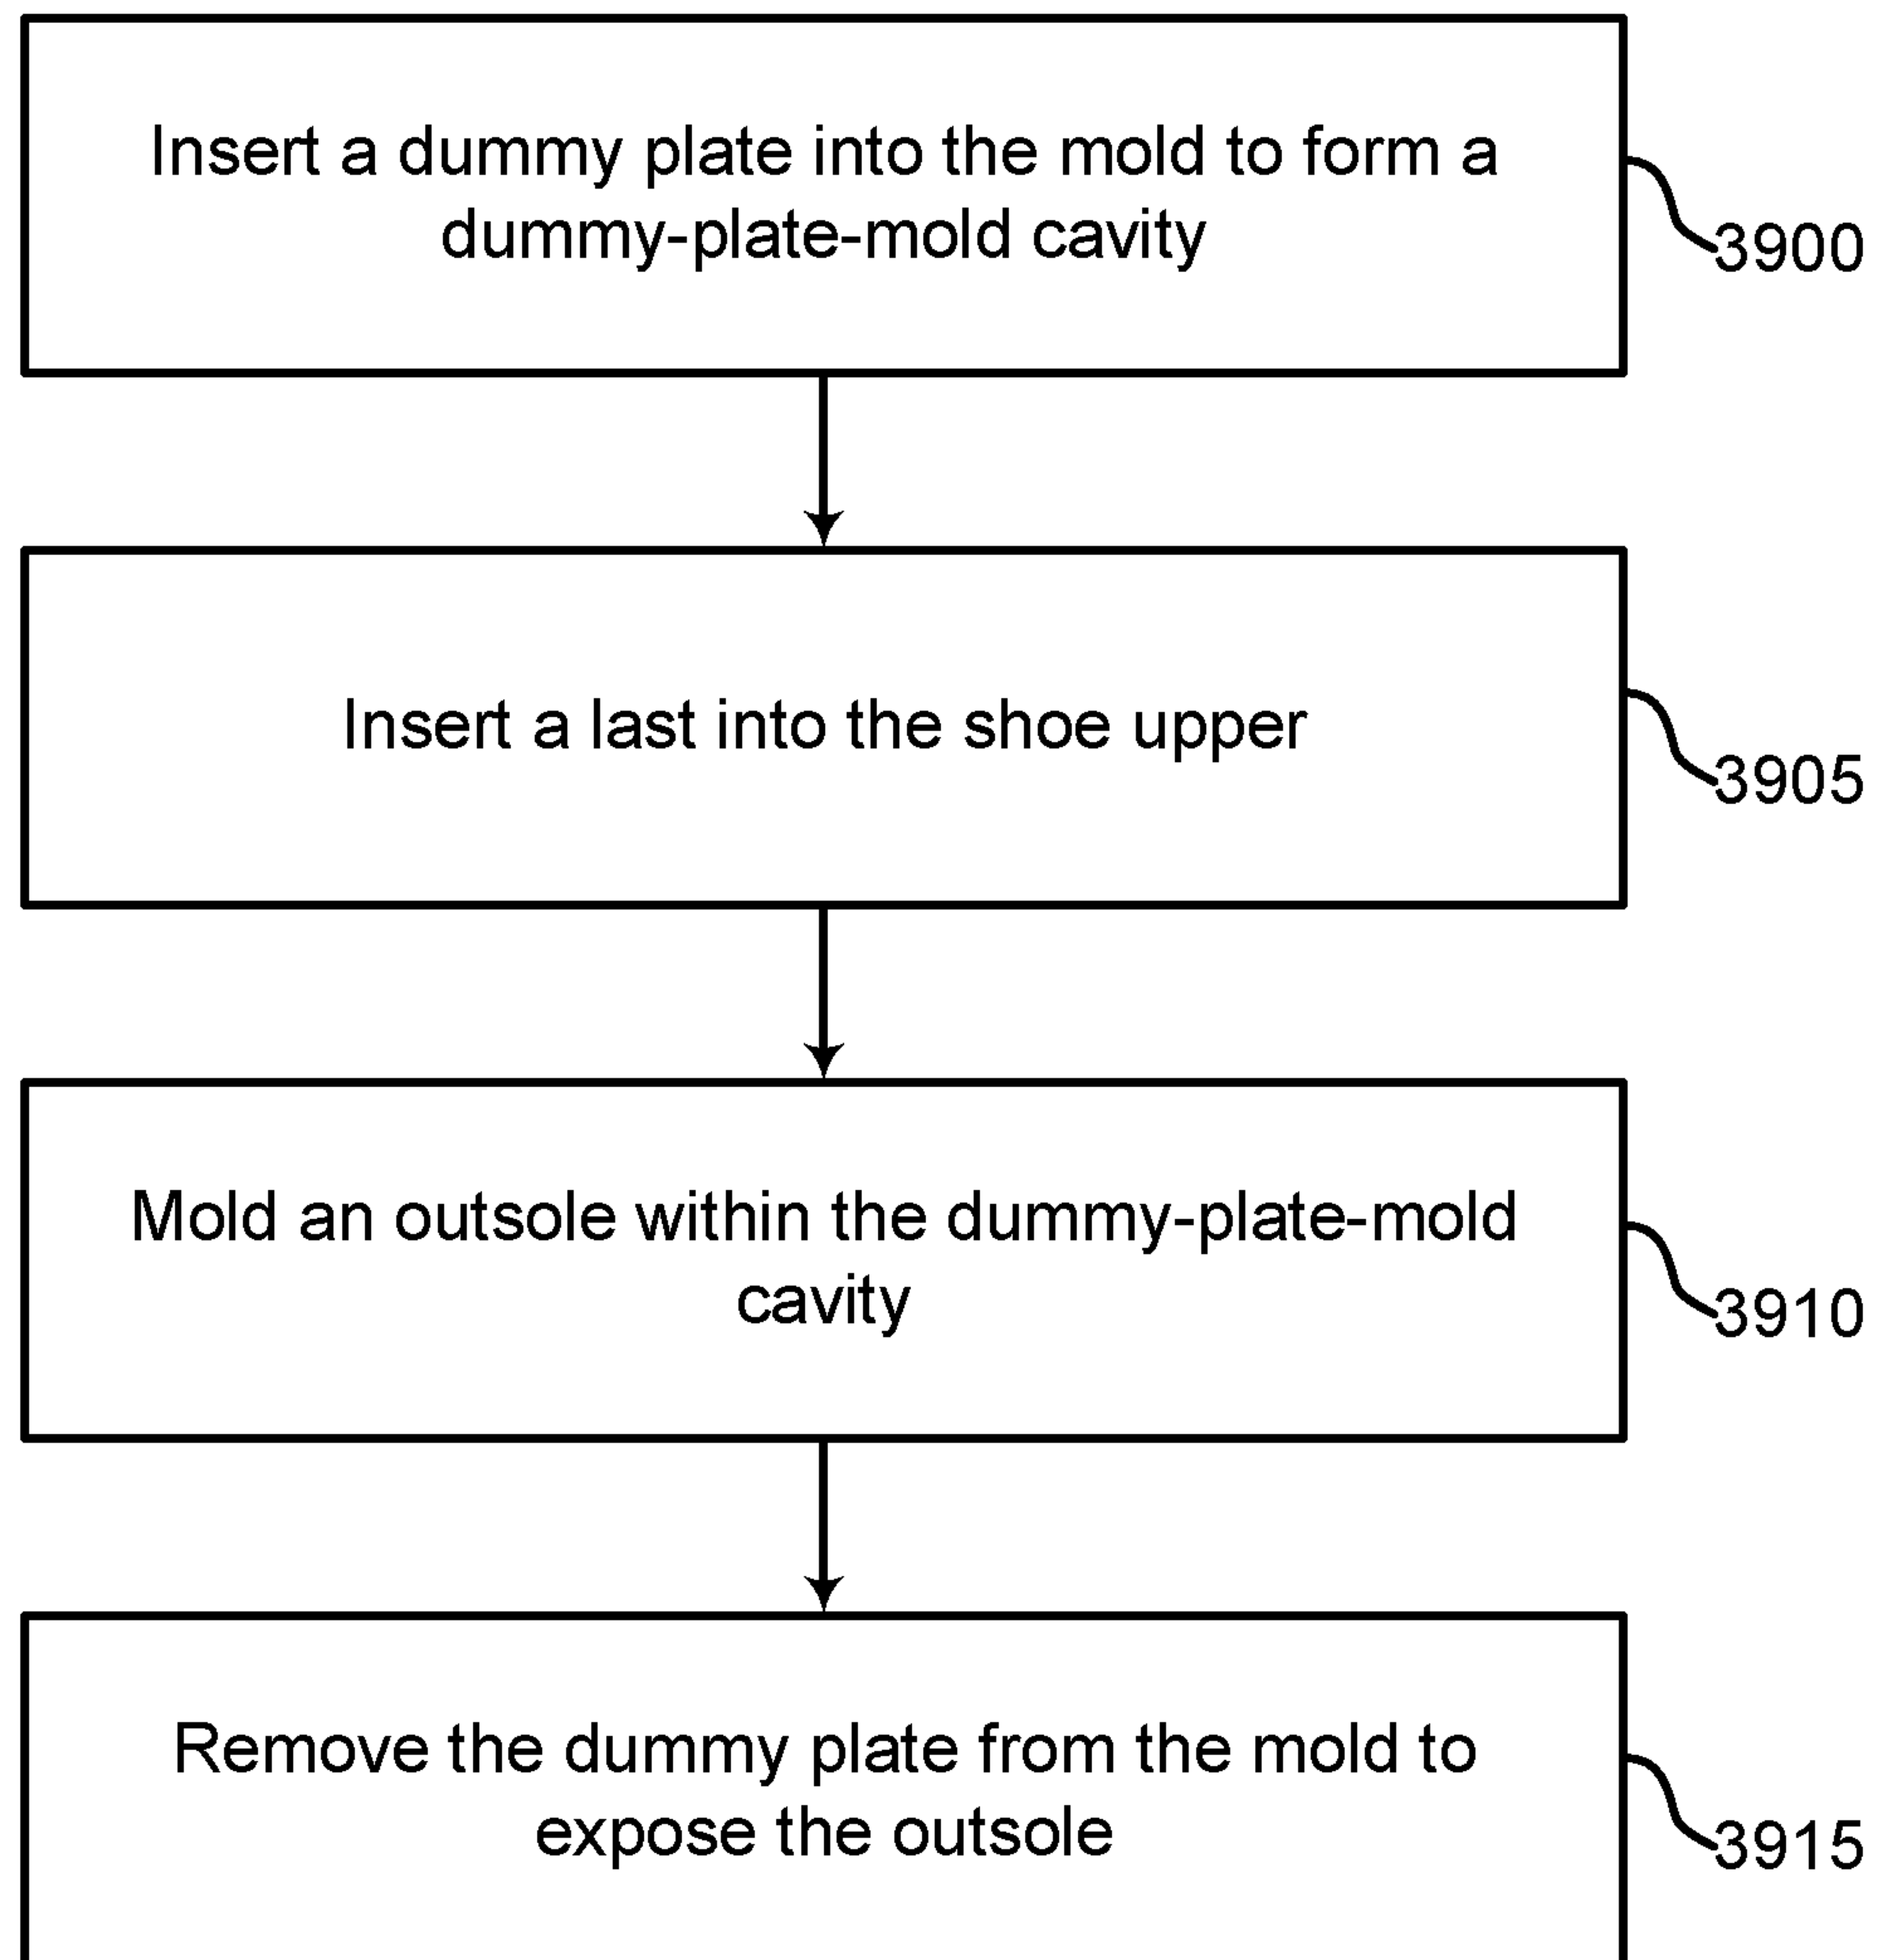 Insert a dummy plate into the mold to form a
dummy-plate-mold cavity
3900
Insert a last into the shoe upper
3905
Mold an outsole within the dummy-plate-mold
cavity
3910
Remove the dummy plate from the mold to
expose the outsole
3915